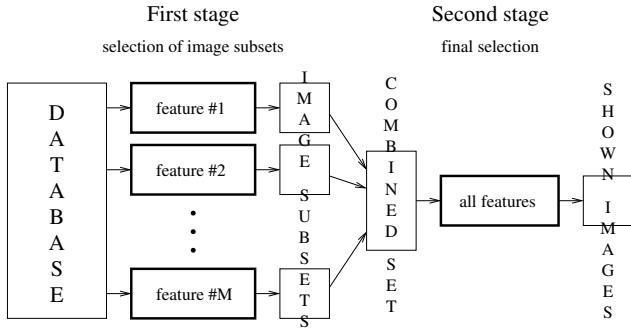 First stage
Second stage
selection of image subsets
final selection
DATABASE
feature #1
feature #2
feature #M
IMAGE SUBSETS
COMBINED SET
all features
SHOWN IMAGES